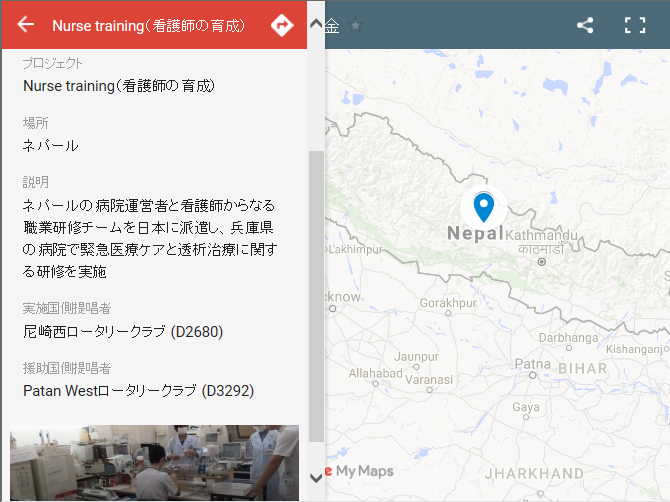 Nurse training（看護師の育成）
金
プロジェクト
Nurse training（看護師の育成）
場所
ネパール
説明
ネパールの病院運営者と看護師からなる
職業研修チームを日本に派遣し、兵庫県
の病院で緊急医療ケアと透析治療に関す
る研修を実施
実施国側提唱者
尼崎西ロータリークラブ (D2680)
援助国側提唱者
Patan Westロータリークラブ (D3292)
Nepal
Kathmandu
काठमाडौं
Lakhimpur
know
Gorakhpur
Darbhanga
Kishanganj
Jaunpur
Patna
BIHAR
Allahabad
Varanasi
Gaya
e My Maps
JHARKHAND